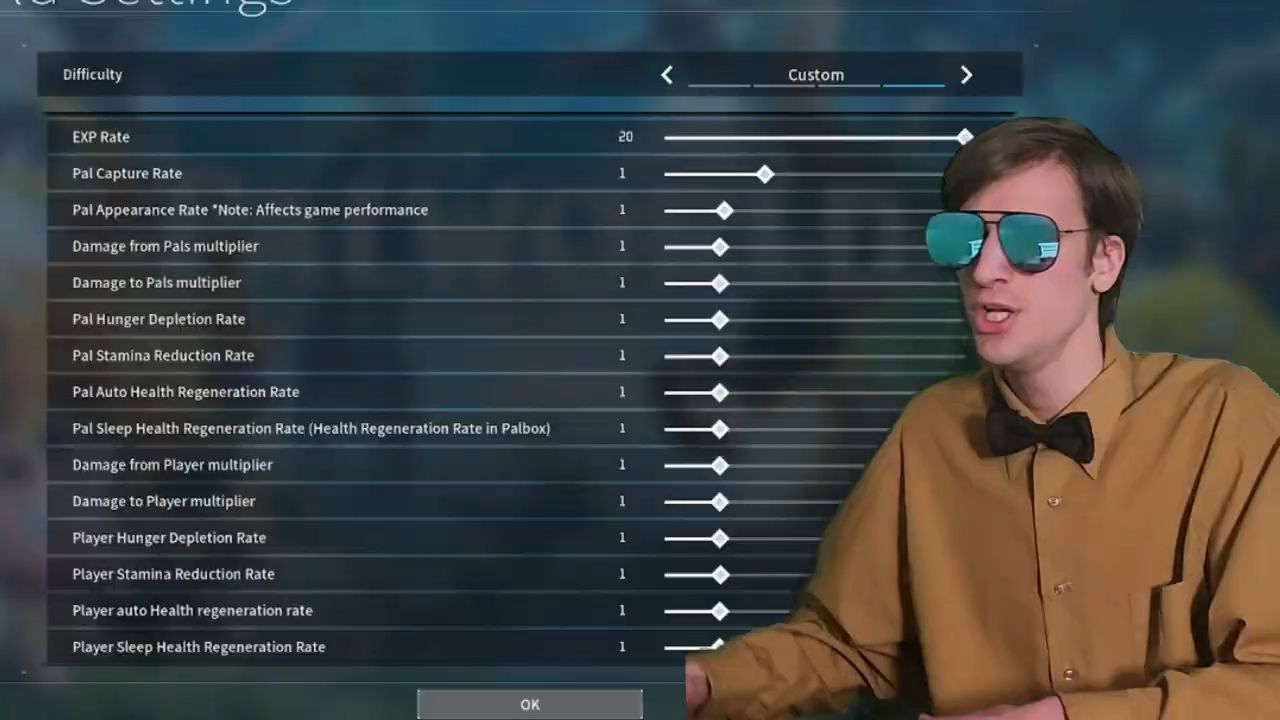 Settings
Difficulty
Custom
EXP Rate 20
Pal Capture Rate 1
Pal Appearance Rate *Note: Affects game performance 1
Damage from Pals multiplier 1
Damage to Pals multiplier 1
Pal Hunger Depletion Rate 1
Pal Stamina Reduction Rate 1
Pal Auto Health Regeneration Rate 1
Pal Sleep Health Regeneration Rate (Health Regeneration Rate in Palbox) 1
Damage from Player multiplier 1
Damage to Player multiplier 1
Player Hunger Depletion Rate 1
Player Stamina Reduction Rate 1
Player auto Health regeneration rate 1
Player Sleep Health Regeneration Rate 1
OK